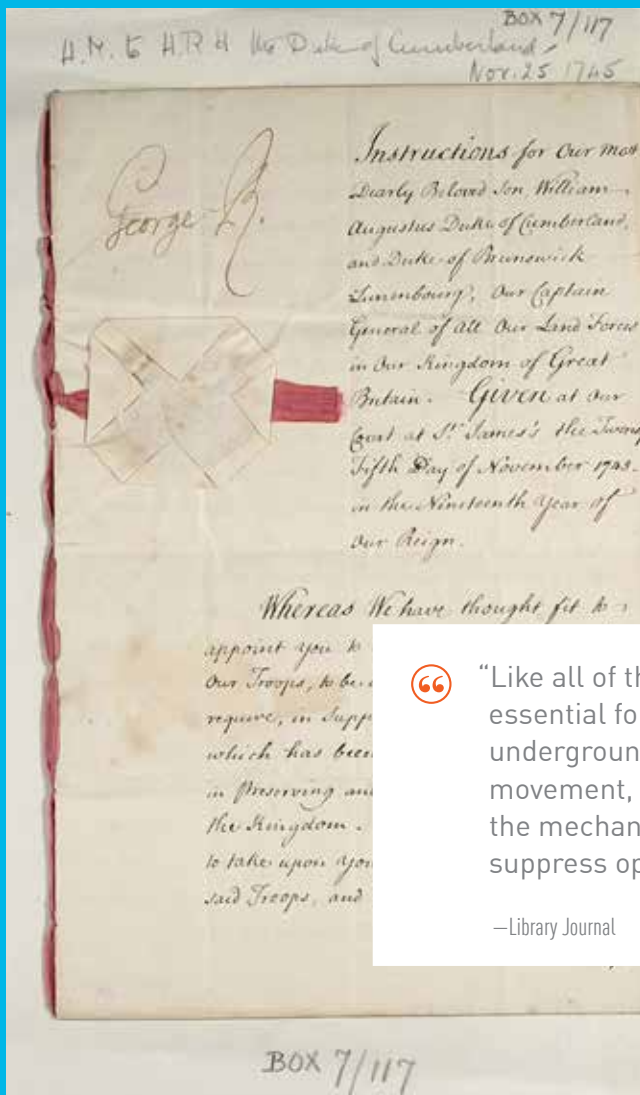 BOX 7/117
H.M. to H.R.H the Duke of Cumberland,
Nov. 25 1745
George R.
Instructions for Our most
Dearly Beloved Son, William
Augustus Duke of Cumberland,
and Duke of Brunswick
Lunenbourg, Our Captain
General of all Our Land Forces
in Our Kingdom of Great
Britain. Given at Our
Court at St. James's the Twenty
Fifth Day of November 1745.
in the Nineteenth Year of
Our Reign.
Whereas We have thought fit to
appoint you to
Our Troops, to be
require, in
which has been
in Preserving and
the Kingdom.
to take upon you
said Troops, and
“Like all of th
essential fo
undergroun
movement,
the mechan
suppress op
—Library Journal
BOX 7/117